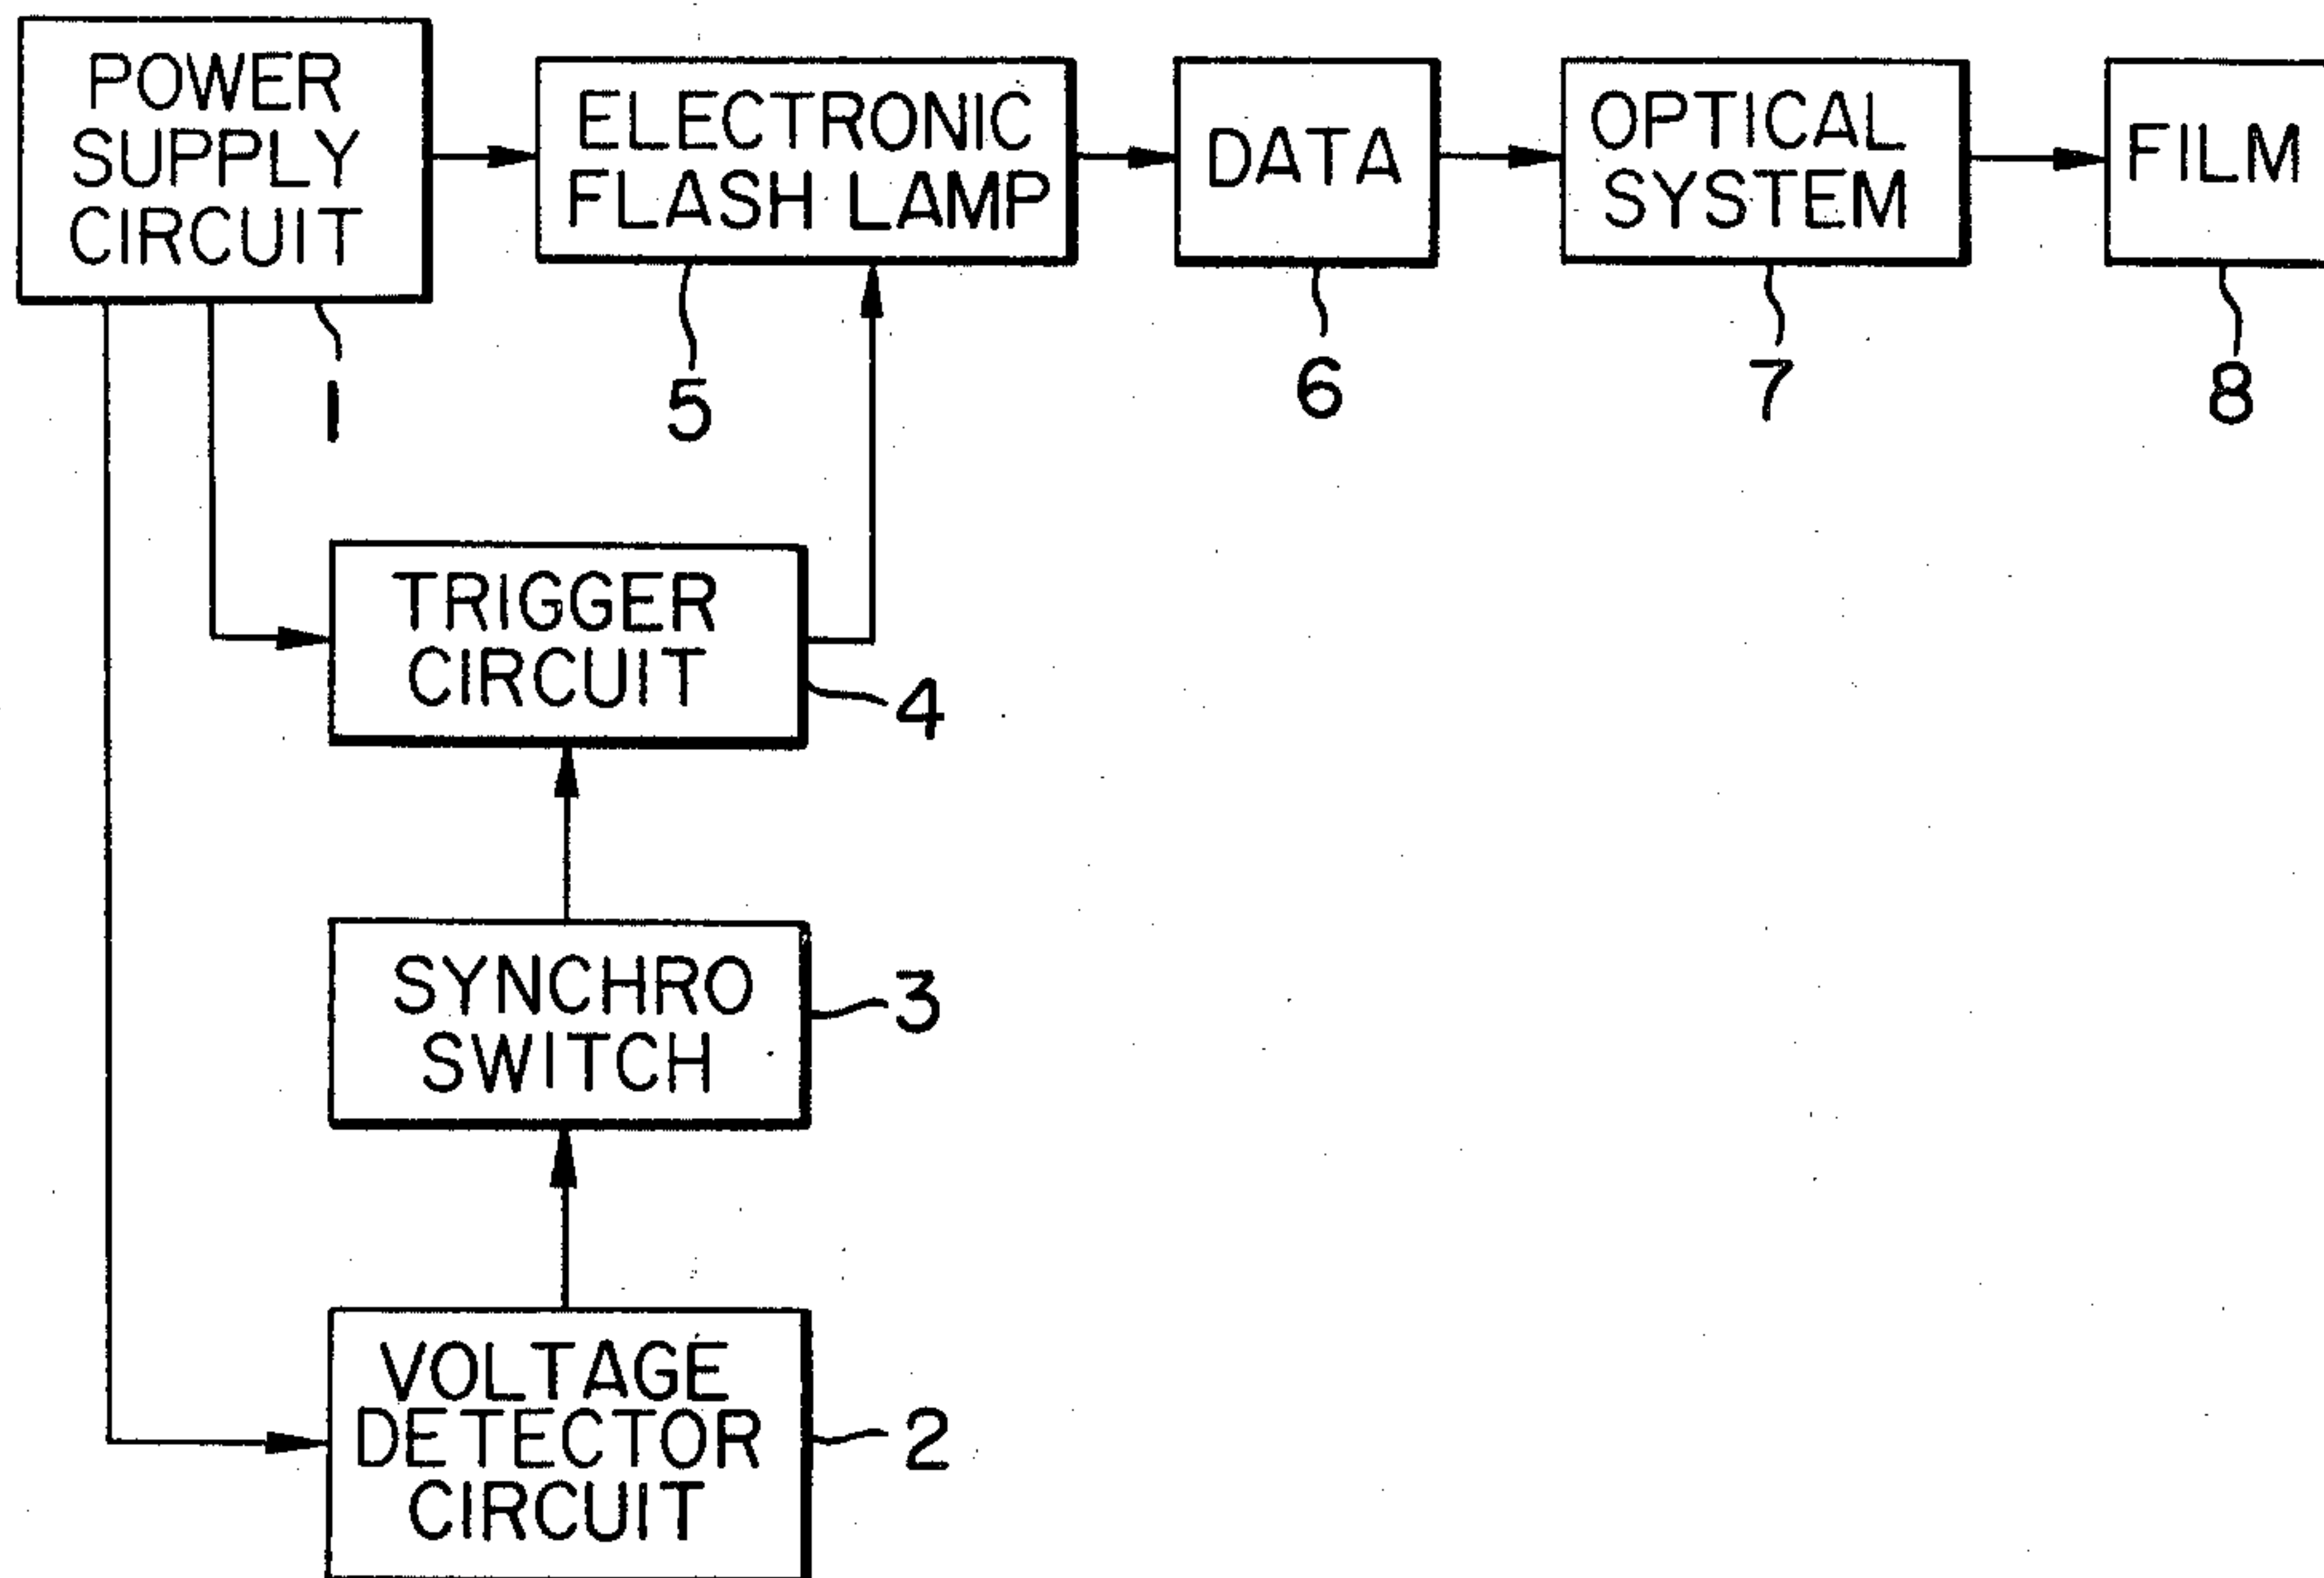 POWER
SUPPLY
CIRCUIT
1
ELECTRONIC
FLASH LAMP
5
DATA
6
OPTICAL
SYSTEM
7
FILM
8
TRIGGER
CIRCUIT
4
SYNCHRO
SWITCH
3
VOLTAGE
DETECTOR
CIRCUIT
2